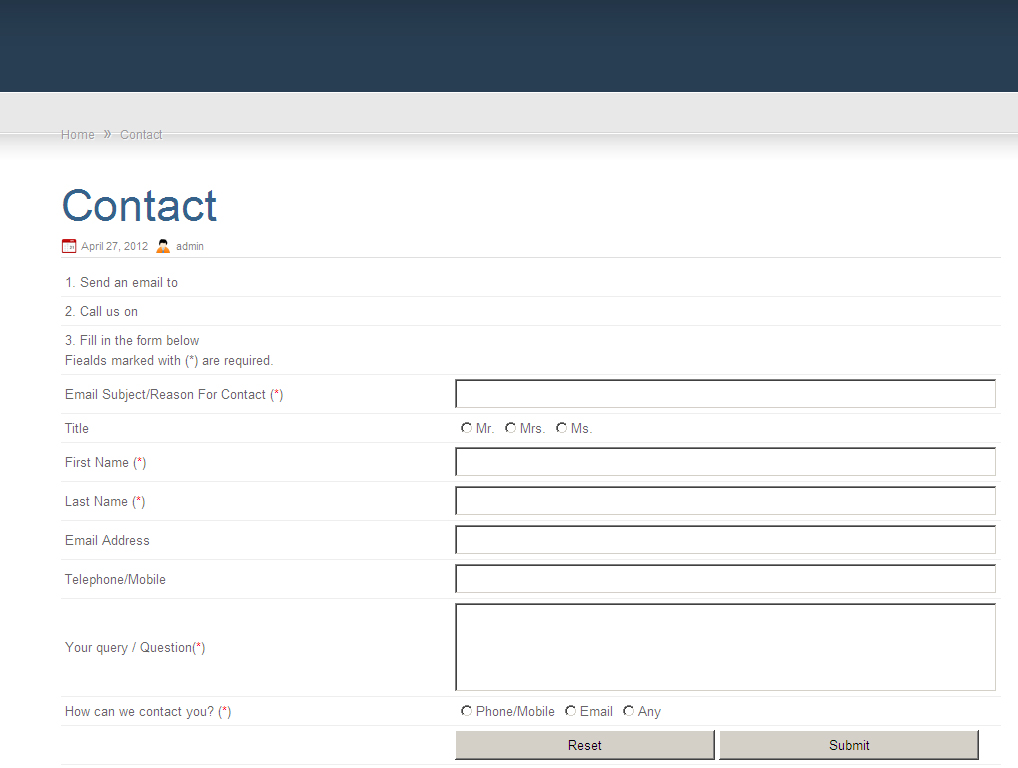 Home » Contact
Contact
April 27, 2012 admin
1. Send an email to
2. Call us on
3. Fill in the form below
Fiealds marked with (*) are required.
Email Subject/Reason For Contact (*)
Title Mr. Mrs. Ms.
First Name (*)
Last Name (*)
Email Address
Telephone/Mobile
Your query / Question(*)
How can we contact you? (*) Phone/Mobile Email Any
Reset Submit